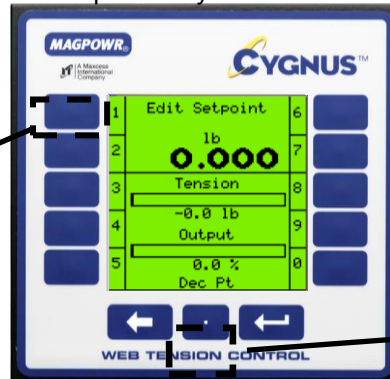 MAGPOWR®
A Maxcess
International
Company
CYGNUS™
1 Edit Setpoint 6
lb
2 0.000 7
3 Tension 8
-0.0 lb
4 Output 9
5 0.0 % 0
Dec Pt
WEB TENSION CONTROL